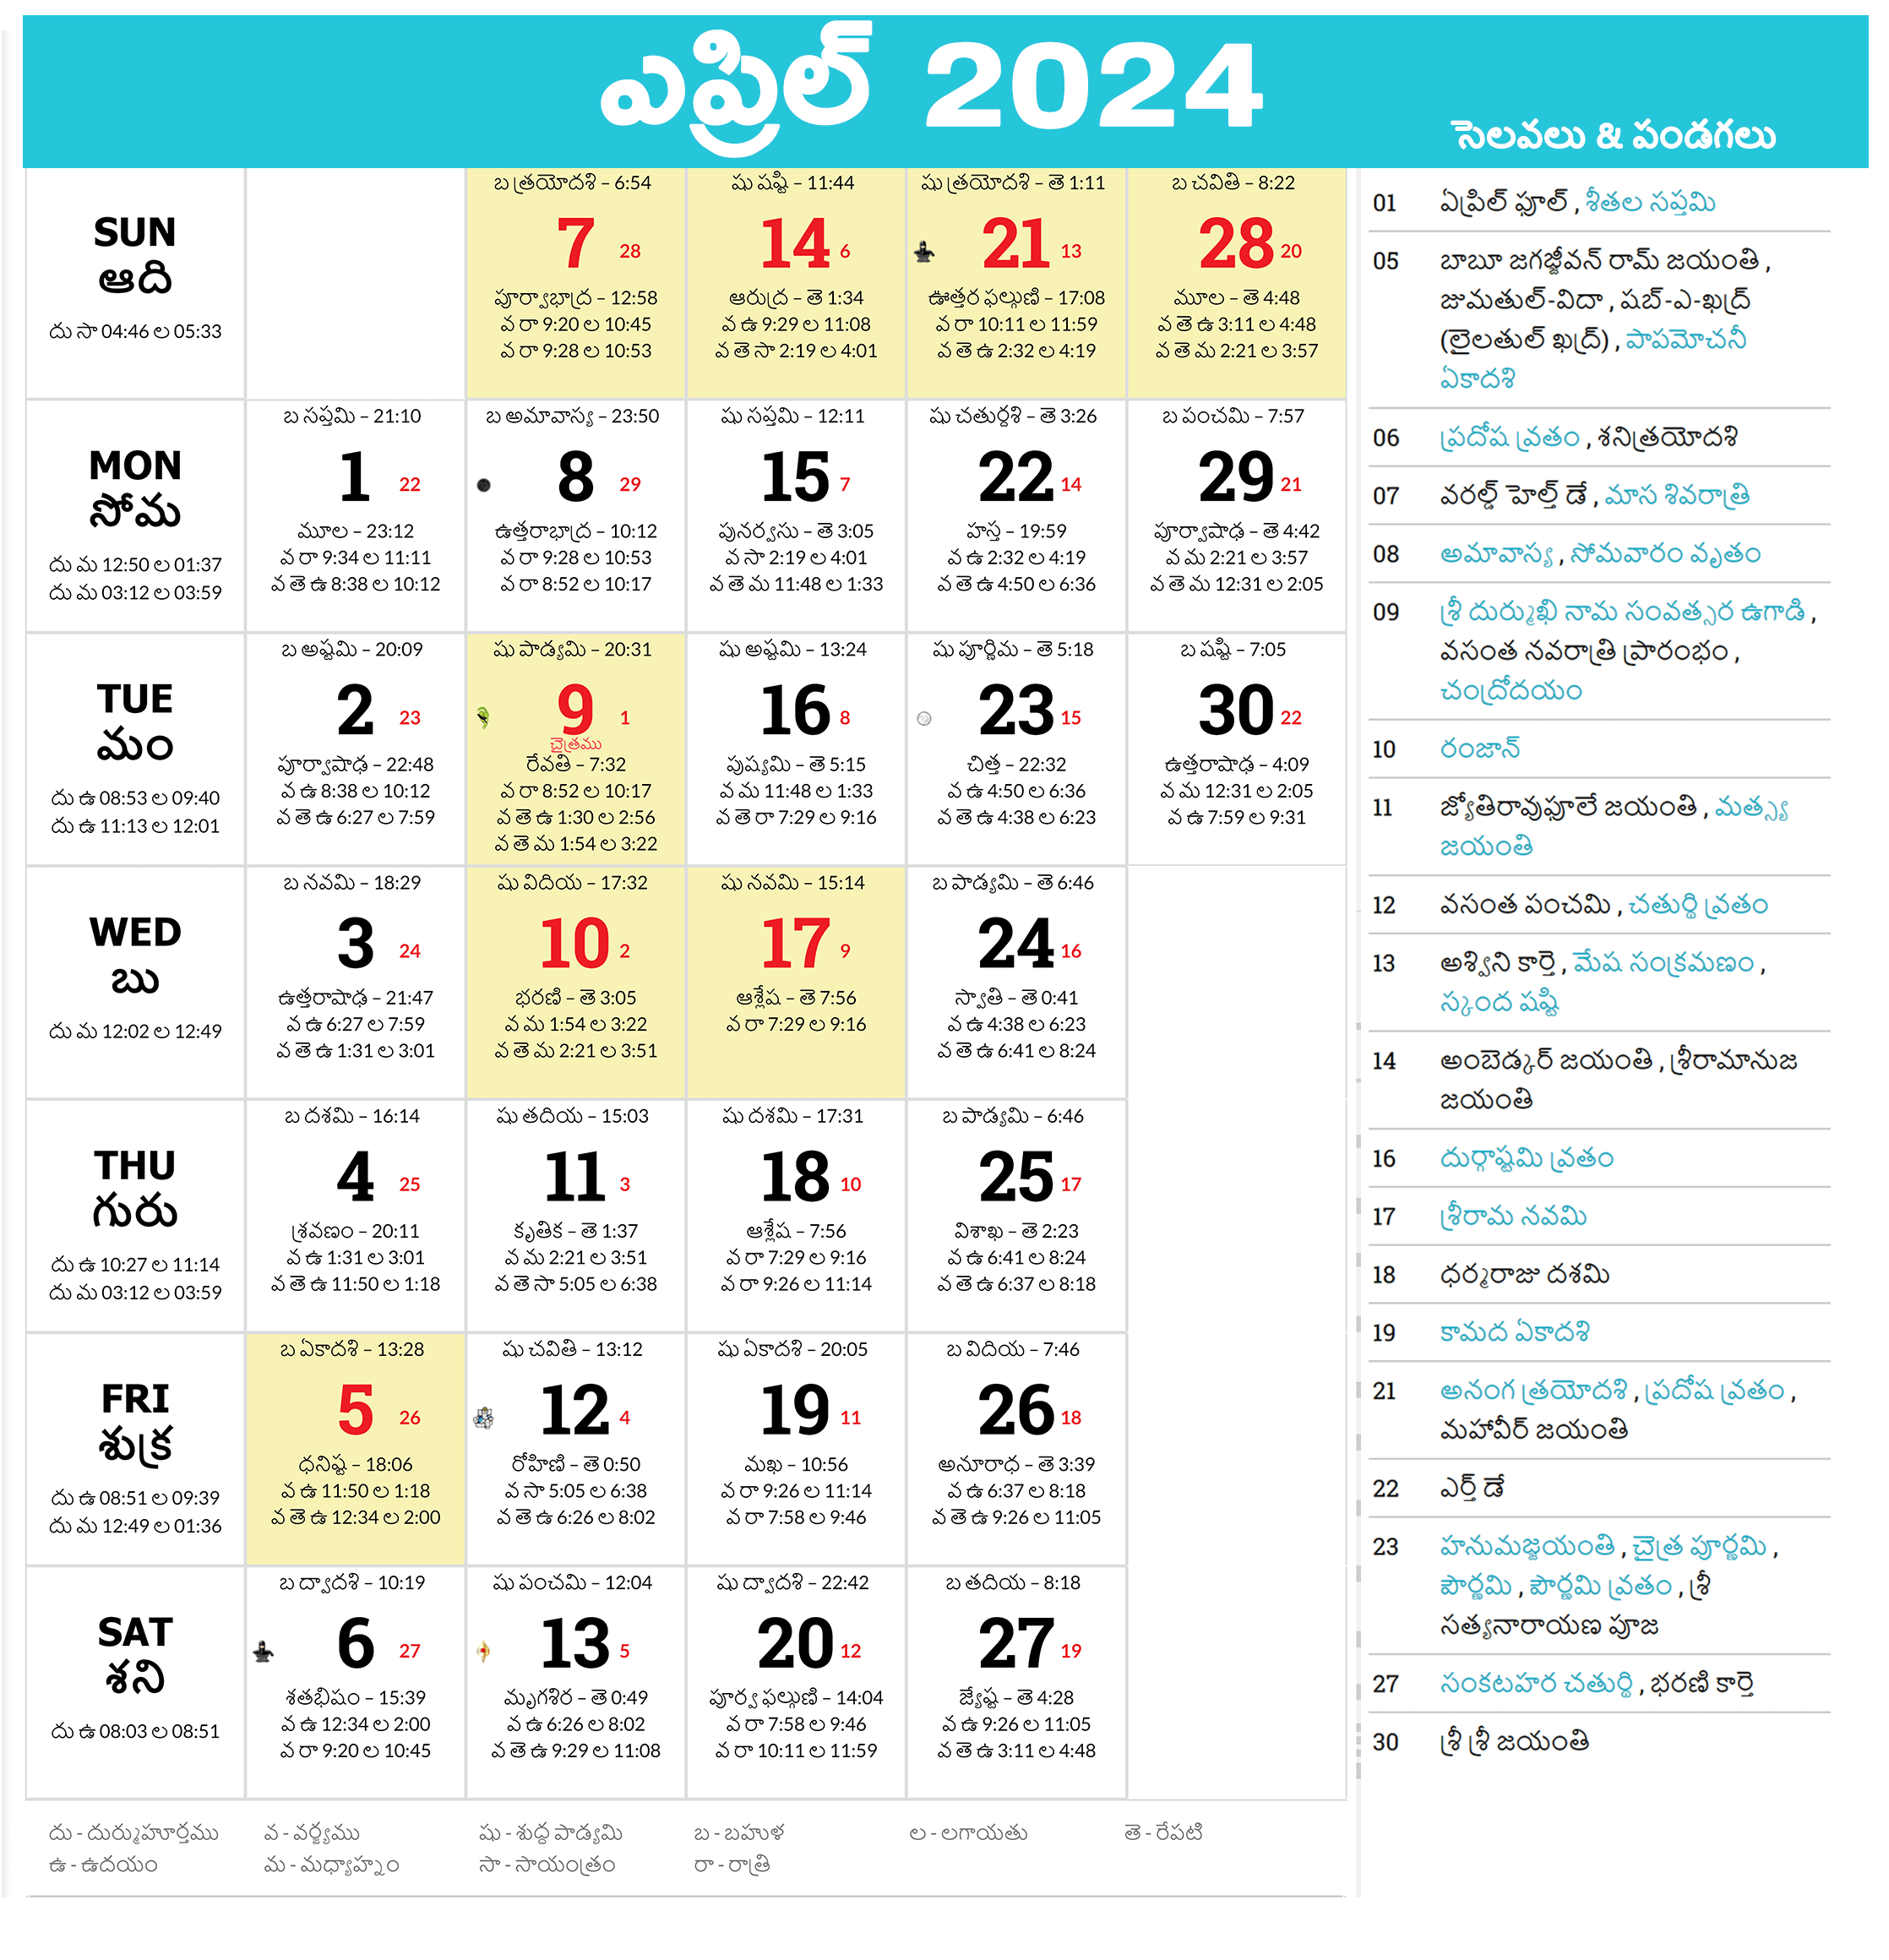 ఎప్రిల్ 2024
సెలవలు & పండగలు
SUN
ఆది
దు సా 04:46 ల 05:33
బ త్రయోదశి - 6:54
7 28
పూర్వాభాద్ర - 12:58
వ రా 9:20 ల 10:45
వ రా 9:28 ల 10:53
షు షష్టి - 11:44
14 6
ఆరుద్ర - తె 1:34
వ ఉ 9:29 ల 11:08
వ తె సా 2:19 ల 4:01
షు త్రయోదశి - తె 1:11
21 13
ఊత్తర ఫల్గుణి - 17:08
వ రా 10:11 ల 11:59
వ తె ఉ 2:32 ల 4:19
బ చవితి - 8:22
28 20
మూల - తె 4:48
వ తె ఉ 3:11 ల 4:48
వ తె మ 2:21 ల 3:57
MON
సోమ
దు మ 12:50 ల 01:37
దు మ 03:12 ల 03:59
బ సప్తమి - 21:10
1 22
మూల - 23:12
వ రా 9:34 ల 11:11
వ తె ఉ 8:38 ల 10:12
బ అమావాస్య - 23:50
8 29
ఉత్తరాభాద్ర - 10:12
వ రా 9:28 ల 10:53
వ రా 8:52 ల 10:17
షు సప్తమి - 12:11
15 7
పునర్వసు - తె 3:05
వ సా 2:19 ల 4:01
వ తె మ 11:48 ల 1:33
షు చతుర్దశి - తె 3:26
22 14
హస్త - 19:59
వ ఉ 2:32 ల 4:19
వ తె ఉ 4:50 ల 6:36
బ పంచమి - 7:57
29 21
పూర్వాషాఢ - తె 4:42
వ మ 2:21 ల 3:57
వ తె మ 12:31 ల 2:05
TUE
మం
దు ఉ 08:53 ల 09:40
దు ఉ 11:13 ల 12:01
బ అష్టమి - 20:09
2 23
పూర్వాషాఢ - 22:48
వ ఉ 8:38 ల 10:12
వ తె ఉ 6:27 ల 7:59
షు పాడ్యమి - 20:31
9 1
చైత్రము
రేవతి - 7:32
వ రా 8:52 ల 10:17
వ తె ఉ 1:30 ల 2:56
వ తె మ 1:54 ల 3:22
షు అష్టమి - 13:24
16 8
పుష్యమి - తె 5:15
వ మ 11:48 ల 1:33
వ తె రా 7:29 ల 9:16
షు పూర్ణిమ - తె 5:18
23 15
చిత్త - 22:32
వ ఉ 4:50 ల 6:36
వ తె ఉ 4:38 ల 6:23
బ షష్టి - 7:05
30 22
ఉత్తరాషాఢ - 4:09
వ మ 12:31 ల 2:05
వ ఉ 7:59 ల 9:31
WED
బు
దు మ 12:02 ల 12:49
బ నవమి - 18:29
3 24
ఉత్తరాషాఢ - 21:47
వ ఉ 6:27 ల 7:59
వ తె ఉ 1:31 ల 3:01
షు విదియ - 17:32
10 2
భరణి - తె 3:05
వ మ 1:54 ల 3:22
వ తె మ 2:21 ల 3:51
షు నవమి - 15:14
17 9
ఆశ్లేష - తె 7:56
వ రా 7:29 ల 9:16
బ పాడ్యమి - తె 6:46
24 16
స్వాతి - తె 0:41
వ ఉ 4:38 ల 6:23
వ తె ఉ 6:41 ల 8:24
THU
గురు
దు ఉ 10:27 ల 11:14
దు మ 03:12 ల 03:59
బ దశమి - 16:14
4 25
శ్రవణం - 20:11
వ ఉ 1:31 ల 3:01
వ తె ఉ 11:50 ల 1:18
షు తదియ - 15:03
11 3
కృతిక - తె 1:37
వ మ 2:21 ల 3:51
వ తె సా 5:05 ల 6:38
షు దశమి - 17:31
18 10
ఆశ్లేష - 7:56
వ రా 7:29 ల 9:16
వ రా 9:26 ల 11:14
బ పాడ్యమి - 6:46
25 17
విశాఖ - తె 2:23
వ ఉ 6:41 ల 8:24
వ తె ఉ 6:37 ల 8:18
FRI
శుక్ర
దు ఉ 08:51 ల 09:39
దు మ 12:49 ల 01:36
బ ఏకాదశి - 13:28
5 26
ధనిష్ట - 18:06
వ ఉ 11:50 ల 1:18
వ తె ఉ 12:34 ల 2:00
షు చవితి - 13:12
12 4
రోహిణి - తె 0:50
వ సా 5:05 ల 6:38
వ తె ఉ 6:26 ల 8:02
షు ఏకాదశి - 20:05
19 11
మఖ - 10:56
వ రా 9:26 ల 11:14
వ రా 7:58 ల 9:46
బ విదియ - 7:46
26 18
అనూరాధ - తె 3:39
వ ఉ 6:37 ల 8:18
వ తె ఉ 9:26 ల 11:05
SAT
శని
దు ఉ 08:03 ల 08:51
బ ద్వాదశి - 10:19
6 27
శతభిషం - 15:39
వ ఉ 12:34 ల 2:00
వ రా 9:20 ల 10:45
షు పంచమి - 12:04
13 5
మృగశిర - తె 0:49
వ ఉ 6:26 ల 8:02
వ తె ఉ 9:29 ల 11:08
షు ద్వాదశి - 22:42
20 12
పూర్వ ఫల్గుణి - 14:04
వ రా 7:58 ల 9:46
వ రా 10:11 ల 11:59
బ తదియ - 8:18
27 19
జ్యేష్ట - తె 4:28
వ ఉ 9:26 ల 11:05
వ తె ఉ 3:11 ల 4:48
దు - దుర్ముహూర్తము వ - వర్జ్యము షు - శుద్ద పాడ్యమి బ - బహుళ ల - లగాయతు తె - రేపటి
ఉ - ఉదయం మ - మధ్యాహ్నం సా - సాయంత్రం రా - రాత్రి
01 ఏప్రిల్ ఫూల్ , శీతల సప్తమి
05 బాబూ జగజ్జీవన్ రామ్ జయంతి ,
జుమతుల్-విదా , షబ్-ఎ-ఖద్ర్
(లైలతుల్ ఖద్ర్) , పాపమోచనీ
ఏకాదశి
06 ప్రదోష వ్రతం , శనిత్రయోదశి
07 వరల్డ్ హెల్త్ డే , మాస శివరాత్రి
08 అమావాస్య , సోమవారం వృతం
09 శ్రీ దుర్ముఖి నామ సంవత్సర ఉగాడి ,
వసంత నవరాత్రి ప్రారంభం ,
చంద్రోదయం
10 రంజాన్
11 జ్యోతిరావుఫూలే జయంతి , మత్స్య
జయంతి
12 వసంత పంచమి , చతుర్థి వ్రతం
13 అశ్విని కార్తె , మేష సంక్రమణం ,
స్కంద షష్టి
14 అంబెడ్కర్ జయంతి , శ్రీరామానుజ
జయంతి
16 దుర్గాష్టమి వ్రతం
17 శ్రీరామ నవమి
18 ధర్మరాజు దశమి
19 కామద ఏకాదశి
21 అనంగ త్రయోదశి , ప్రదోష వ్రతం ,
మహావీర్ జయంతి
22 ఎర్త్ డే
23 హనుమజ్జయంతి , చైత్ర పూర్ణమి ,
పౌర్ణమి , పౌర్ణమి వ్రతం , శ్రీ
సత్యనారాయణ పూజ
27 సంకటహర చతుర్థి , భరణి కార్తె
30 శ్రీ శ్రీ జయంతి